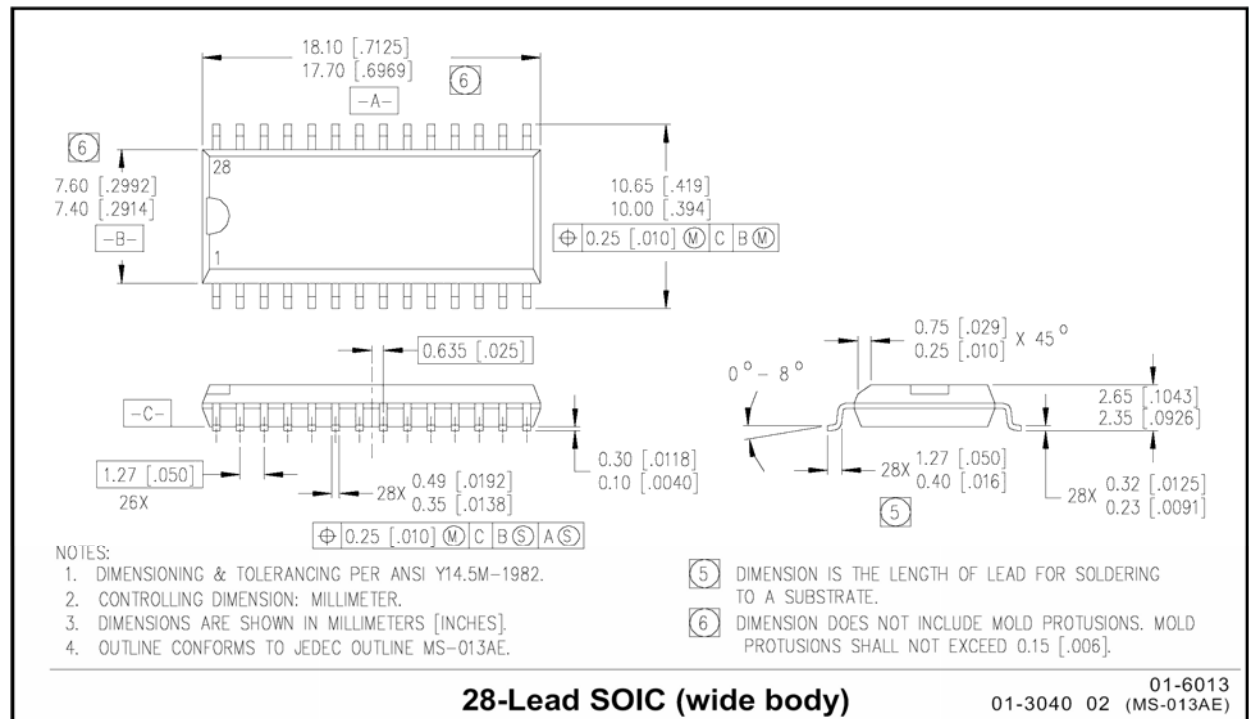 18.10 [.7125]
17.70 [.6969]
6
-A-
6
28
7.60 [.2992]
7.40 [.2914]
-B-
1
10.65 [.419]
10.00 [.394]
⌖ 0.25 [.010] Ⓜ C B Ⓜ
0.635 [.025]
0.75 [.029]
0.25 [.010] X 45°
0° - 8°
-C-
2.65 [.1043]
2.35 [.0926]
1.27 [.050]
26X
28X 0.49 [.0192]
0.35 [.0138]
0.30 [.0118]
0.10 [.0040]
28X 1.27 [.050]
0.40 [.016]
5
28X 0.32 [.0125]
0.23 [.0091]
⌖ 0.25 [.010] Ⓜ C B Ⓢ A Ⓢ
NOTES:
1. DIMENSIONING & TOLERANCING PER ANSI Y14.5M-1982.
2. CONTROLLING DIMENSION: MILLIMETER.
3. DIMENSIONS ARE SHOWN IN MILLIMETERS [INCHES].
4. OUTLINE CONFORMS TO JEDEC OUTLINE MS-013AE.
5 DIMENSION IS THE LENGTH OF LEAD FOR SOLDERING
TO A SUBSTRATE.
6 DIMENSION DOES NOT INCLUDE MOLD PROTUSIONS. MOLD
PROTUSIONS SHALL NOT EXCEED 0.15 [.006].
28-Lead SOIC (wide body)
01-6013
01-3040 02 (MS-013AE)